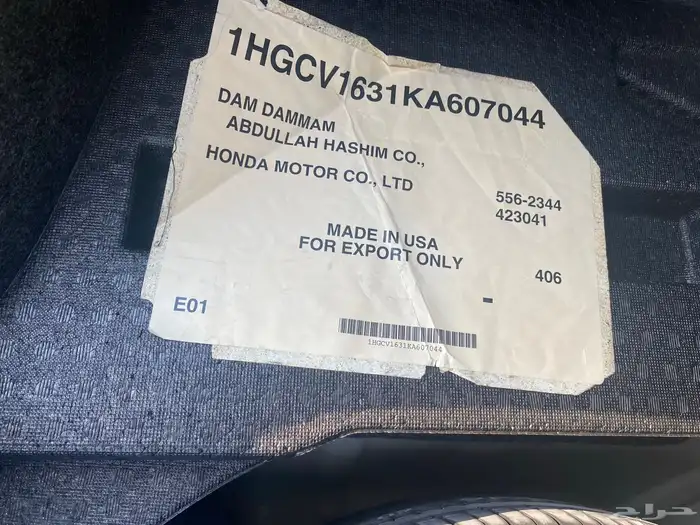 1HGCV1631KA607044
DAM DAMMAM
ABDULLAH HASHIM CO.,
HONDA MOTOR CO., LTD
556-2344
423041
MADE IN USA
FOR EXPORT ONLY
406
-
E01
1HGCV1631KA607044
حراج